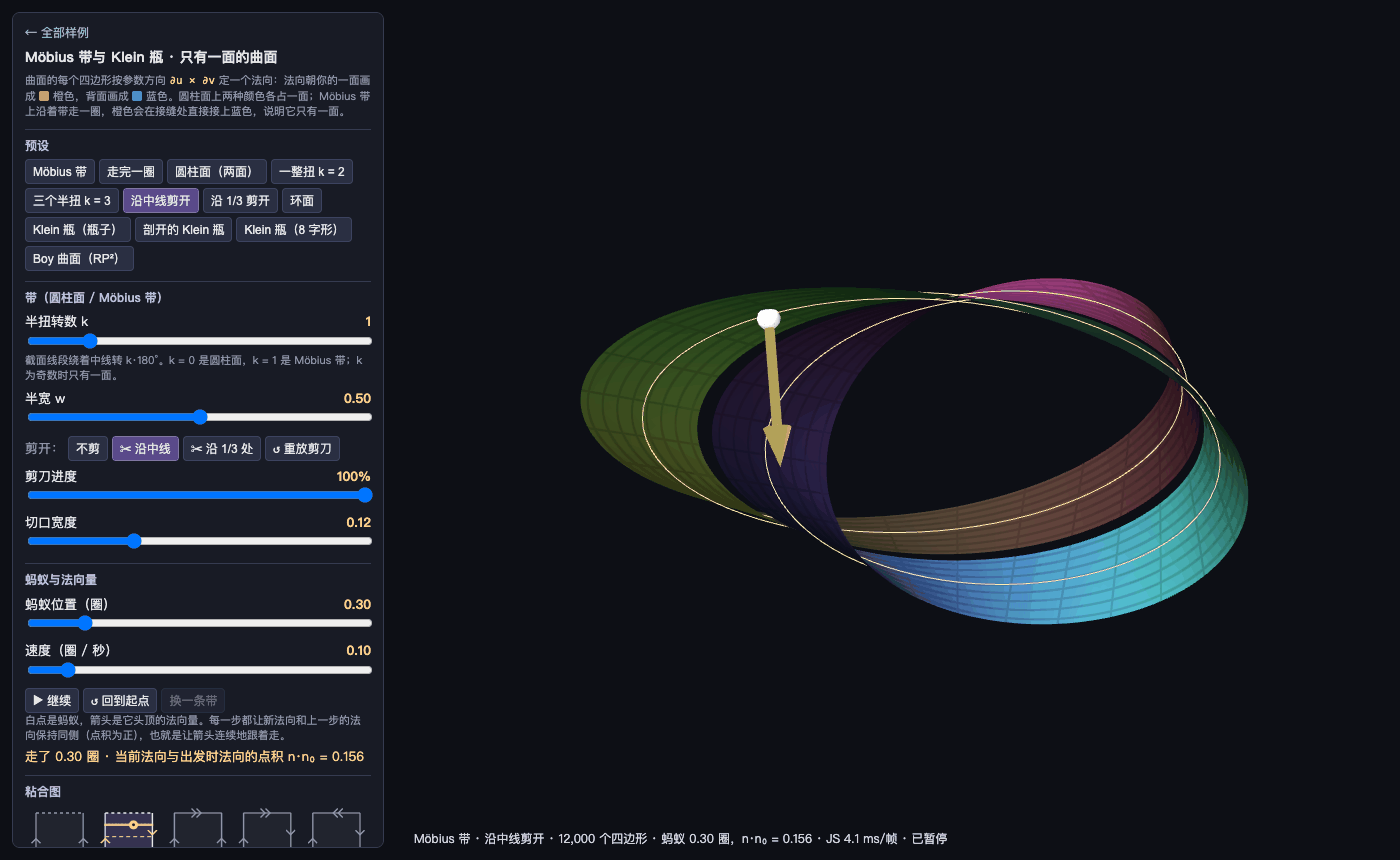 ← 全部样例
Möbius 带与 Klein 瓶 · 只有一面的曲面
曲面的每个四边形按参数方向 ∂u × ∂v 定一个法向：法向朝你的一面画
成 橙色，背面画成 蓝色。圆柱面上两种颜色各占一面；Möbius 带
上沿着带走一圈，橙色会在接缝处直接接上蓝色，说明它只有一面。
预设
Möbius 带 走完一圈 圆柱面（两面） 一整扭 k = 2
三个半扭 k = 3 沿中线剪开 沿 1/3 剪开 环面
Klein 瓶（瓶子） 剖开的 Klein 瓶 Klein 瓶（8 字形）
Boy 曲面（RP²）
带（圆柱面 / Möbius 带）
半扭转数 k 1
截面线段绕着中线转 k·180°。k = 0 是圆柱面，k = 1 是 Möbius 带；k
为奇数时只有一面。
半宽 w 0.50
剪开： 不剪 ✂ 沿中线 ✂ 沿 1/3 处 ↺ 重放剪刀
剪刀进度 100%
切口宽度 0.12
蚂蚁与法向量
蚂蚁位置（圈） 0.30
速度（圈 / 秒） 0.10
▶ 继续 ↺ 回到起点 换一条带
白点是蚂蚁，箭头是它头顶的法向量。每一步都让新法向和上一步的法
向保持同侧（点积为正），也就是让箭头连续地跟着走。
走了 0.30 圈 · 当前法向与出发时法向的点积 n·n₀ = 0.156
粘合图
Möbius 带 · 沿中线剪开 · 12,000 个四边形 · 蚂蚁 0.30 圈，n·n₀ = 0.156 · JS 4.1 ms/帧 · 已暂停